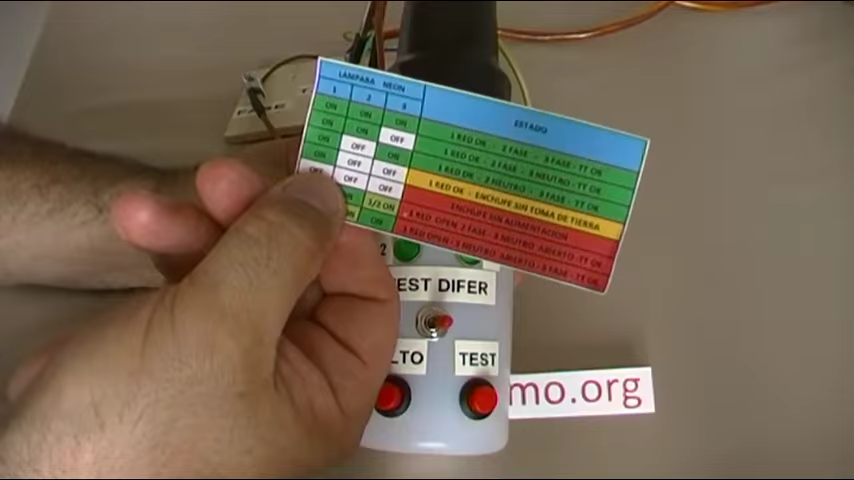 LAMPARA NEON
1 2 3 ESTADO
ON ON ON 1 RED OK - 2 FASE - 3 FASE - TT OK
ON ON OFF 1 RED OK - 2 FASE - 3 NEUTRO - TT OK
ON OFF ON 1 RED OK - 2 NEUTRO - 3 FASE - TT OK
ON OFF OFF 1 RED OK - ENCHUFE SIN TOMA DE TIERRA
OFF OFF OFF ENCHUFE SIN ALIMENTACION
1/2 ON 1 RED OPEN 2 FASE - 3 NEUTRO ABIERTO - TT OK
ON 1 RED OPEN - 2 NEUTRO ABIERTO - 3 FASE - TT OK
2
EST DIFER
LTO TEST
mo.org